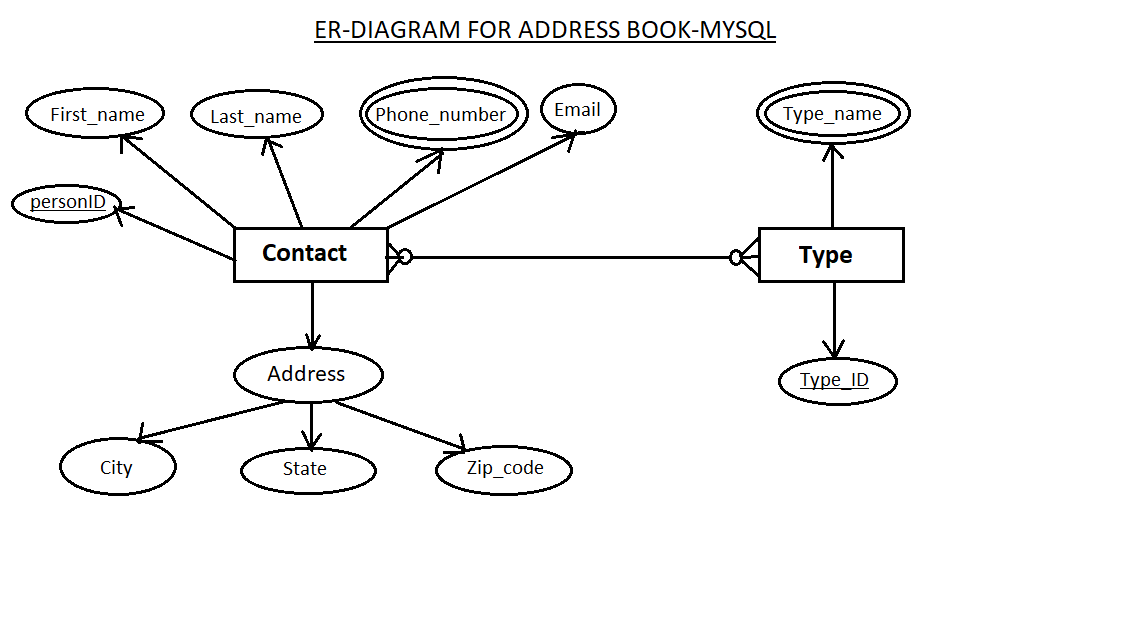 ER-DIAGRAM FOR ADDRESS BOOK-MYSQL
First_name
Last_name
Phone_number
Email
Type_name
personID
Contact
Type
Address
Type_ID
City
State
Zip_code